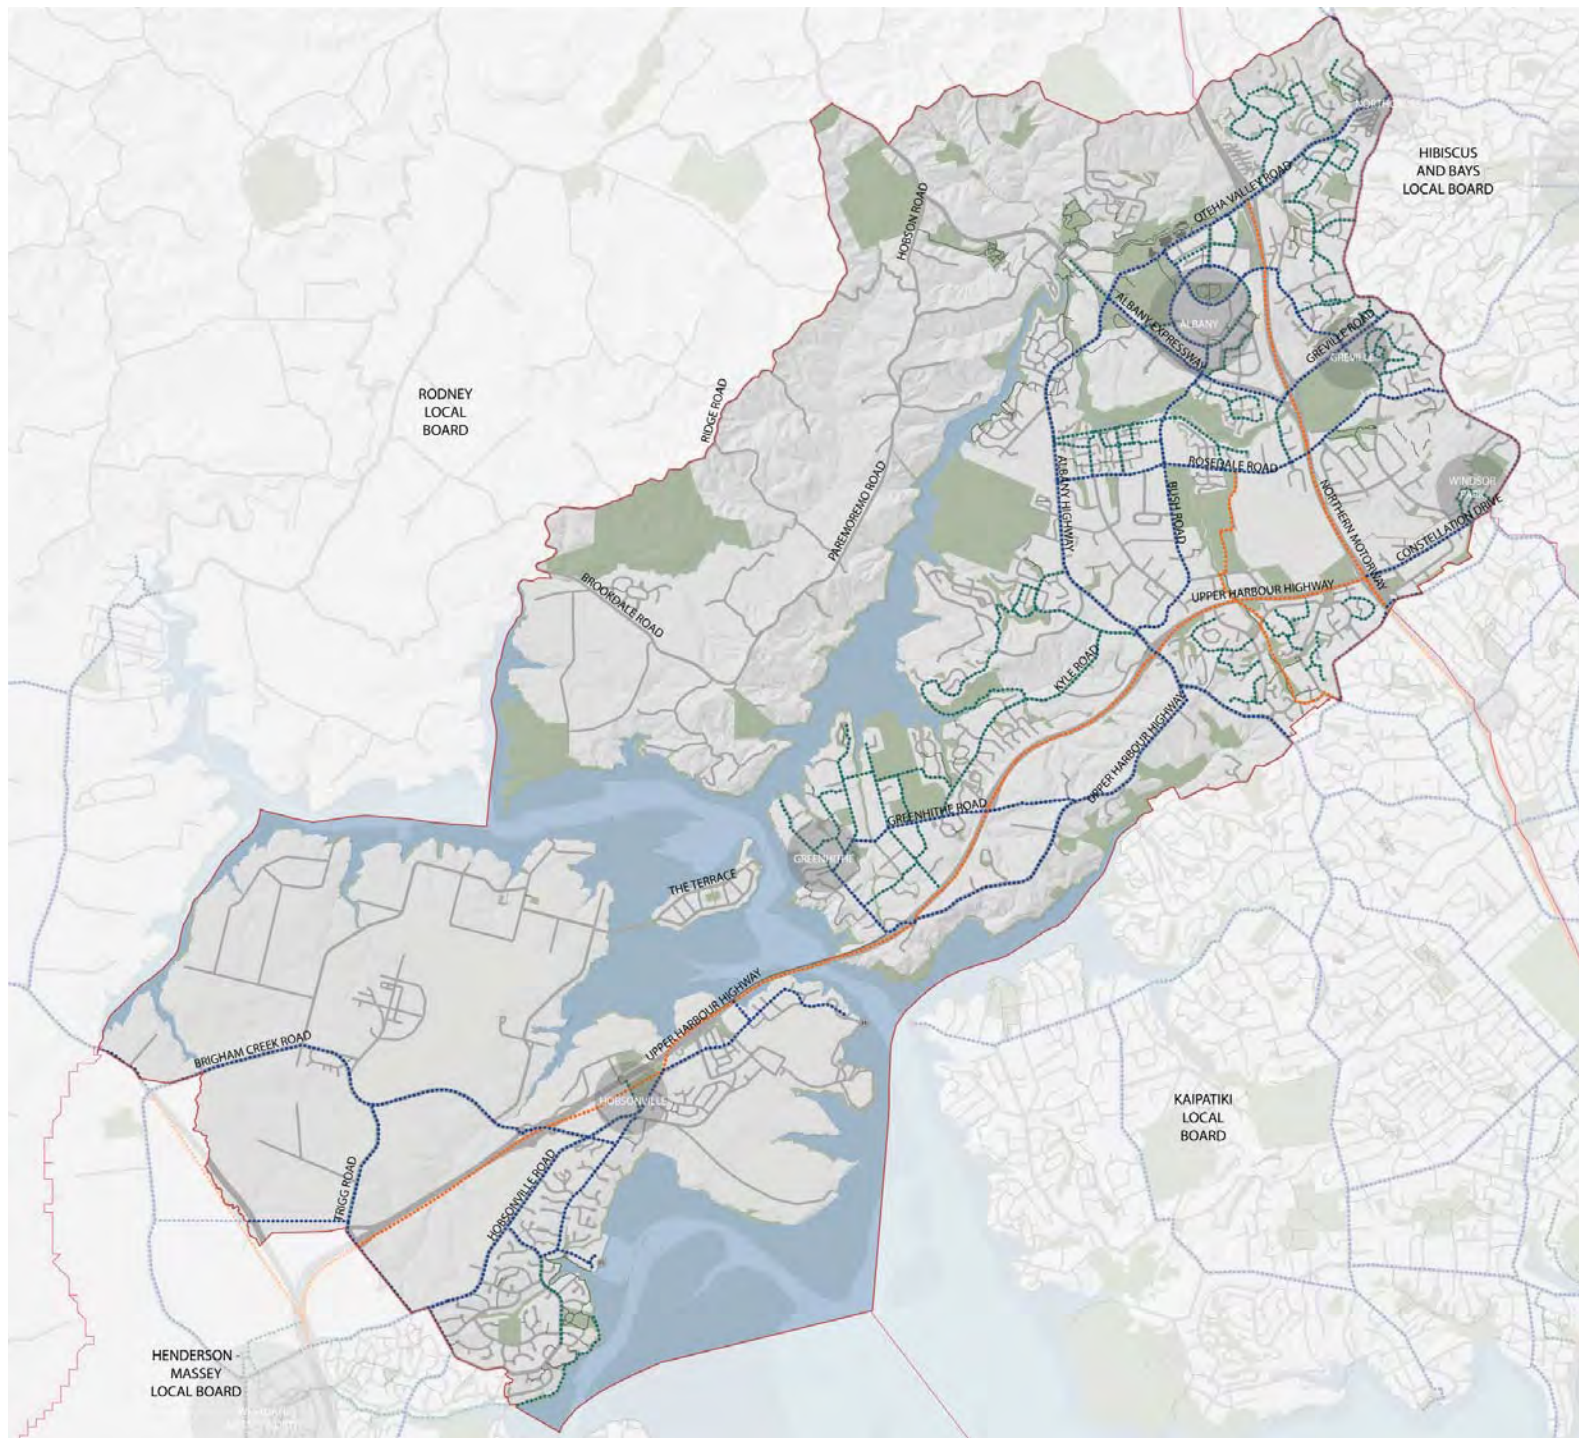 HIBISCUS
AND BAYS
LOCAL BOARD
OTEHA VALLEY ROAD
HOBSON ROAD
ALBANY EXPRESSWAY
ALBANY
GREVILLE ROAD
GREVILLE
RODNEY
LOCAL
BOARD
RIDGE ROAD
PAREMOREMO ROAD
ALBANY HIGHWAY
ROSEDALE ROAD
BUSH ROAD
NORTHERN MOTORWAY
WINDSOR
PARK
CONSTELLATION DRIVE
BROOKDALE ROAD
UPPER HARBOUR HIGHWAY
KYLE ROAD
UPPER HARBOUR HIGHWAY
GREENHITHE ROAD
GREENHITHE
THE TERRACE
UPPER HARBOUR HIGHWAY
BRIGHAM CREEK ROAD
HOBSONVILLE
KAIPATIKI
LOCAL
BOARD
TRIGG ROAD
HOBSONVILLE ROAD
HENDERSON -
MASSEY
LOCAL BOARD